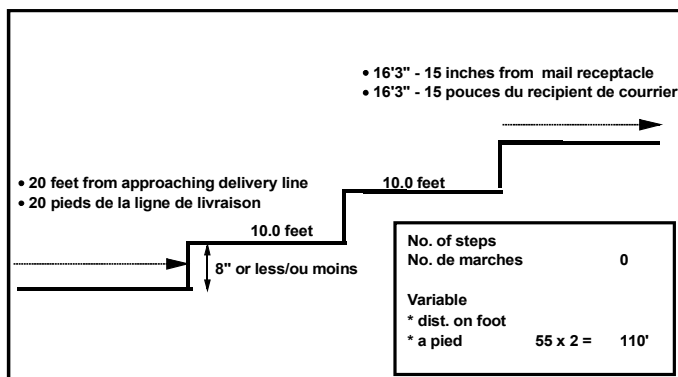 • 16'3" - 15 inches from mail receptacle
• 16'3" - 15 pouces du recipient de courrier
• 20 feet from approaching delivery line
• 20 pieds de la ligne de livraison
10.0 feet
10.0 feet
8" or less/ou moins
No. of steps
No. de marches 0
Variable
* dist. on foot
* a pied 55 x 2 = 110'